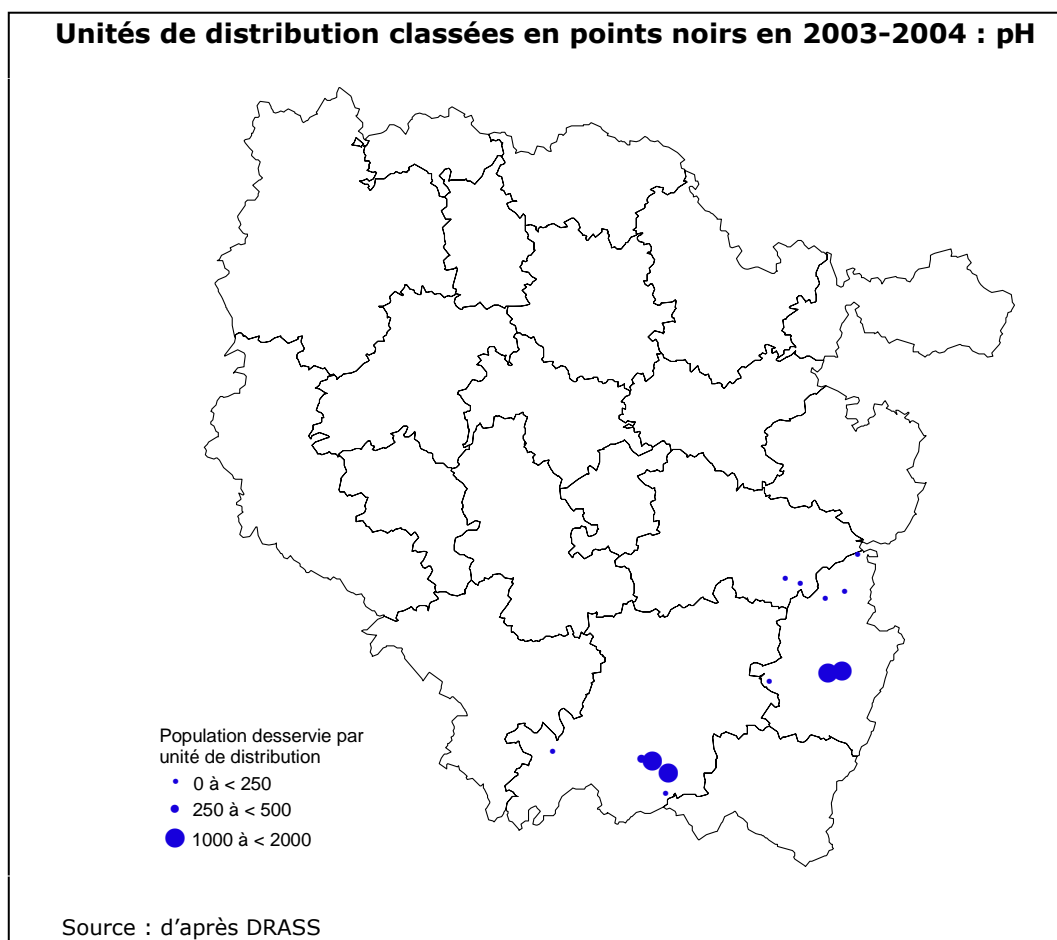 Unités de distribution classées en points noirs en 2003-2004 : pH
Population desservie par
unité de distribution
0 à < 250
250 à < 500
1000 à < 2000
Source : d'après DRASS